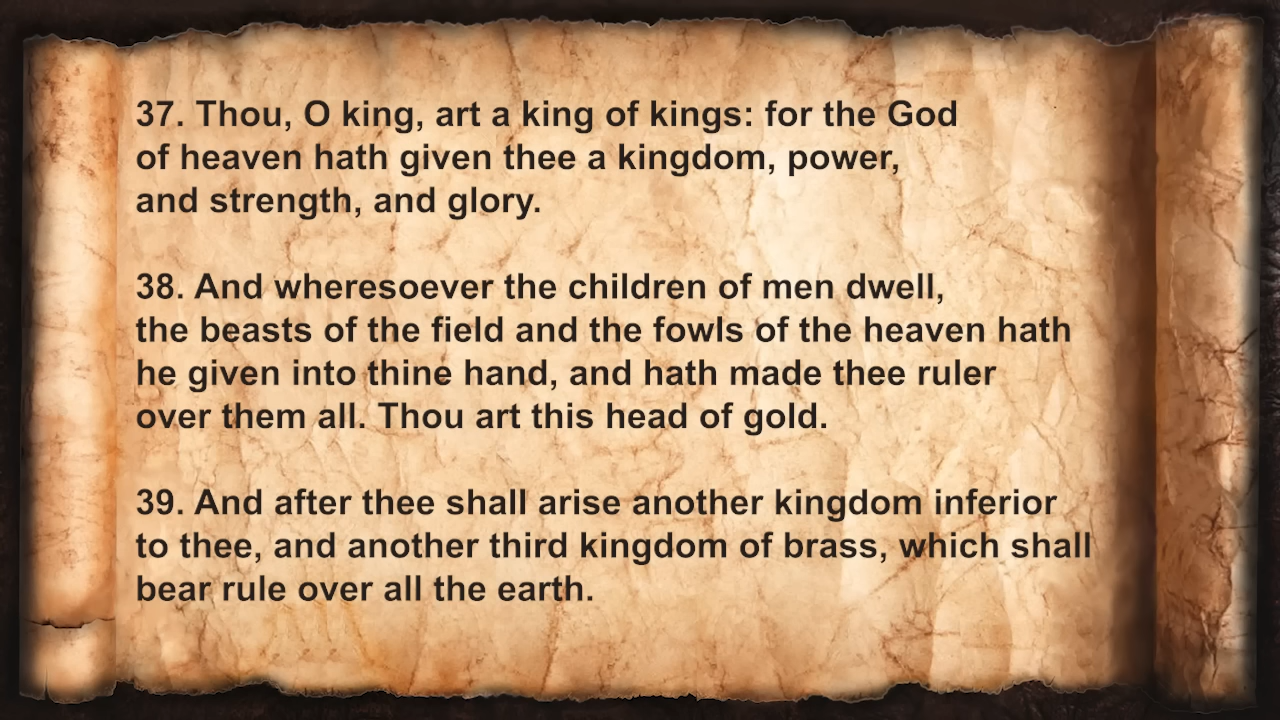 37. Thou, O king, art a king of kings: for the God
of heaven hath given thee a kingdom, power,
and strength, and glory.
38. And wheresoever the children of men dwell,
the beasts of the field and the fowls of the heaven hath
he given into thine hand, and hath made thee ruler
over them all. Thou art this head of gold.
39. And after thee shall arise another kingdom inferior
to thee, and another third kingdom of brass, which shall
bear rule over all the earth.